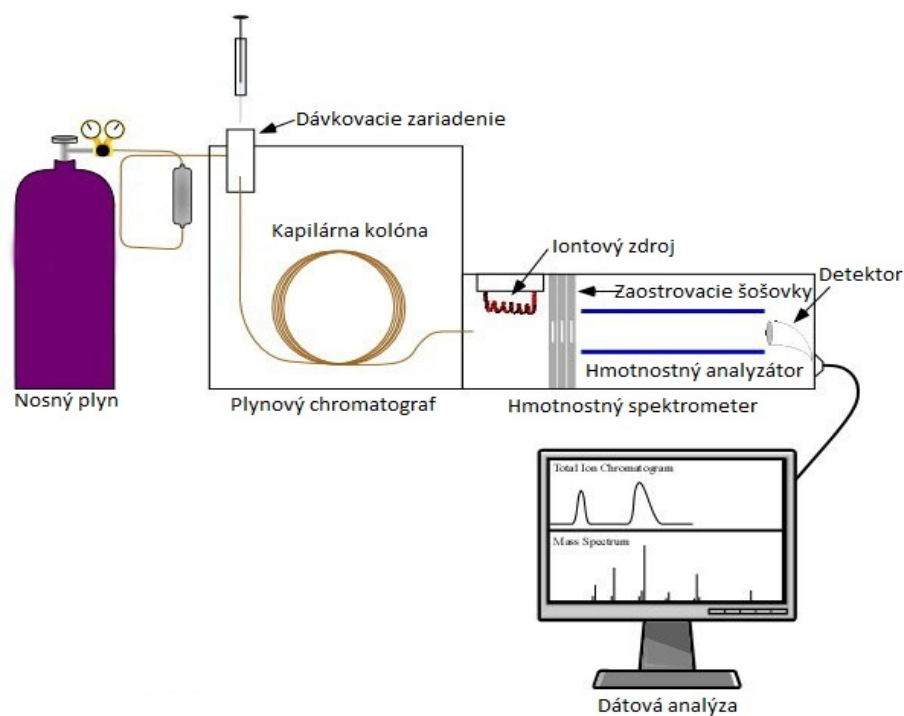 Dávkovacie zariadenie
Kapilárna kolóna
Iontový zdroj
Detektor
Zaostrovacie šošovky
Hmotnostný analyzátor
Nosný plyn
Plynový chromatograf
Hmotnostný spektrometer
Total Ion Chromatogram
Mass Spectrum
Dátová analýza